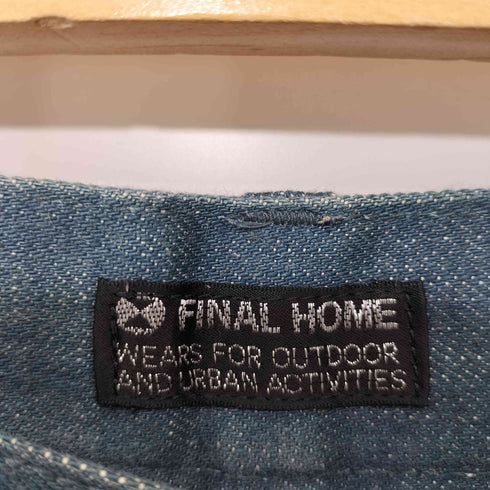 FINAL HOME
WEARS FOR OUTDOOR
AND URBAN ACTIVITIES